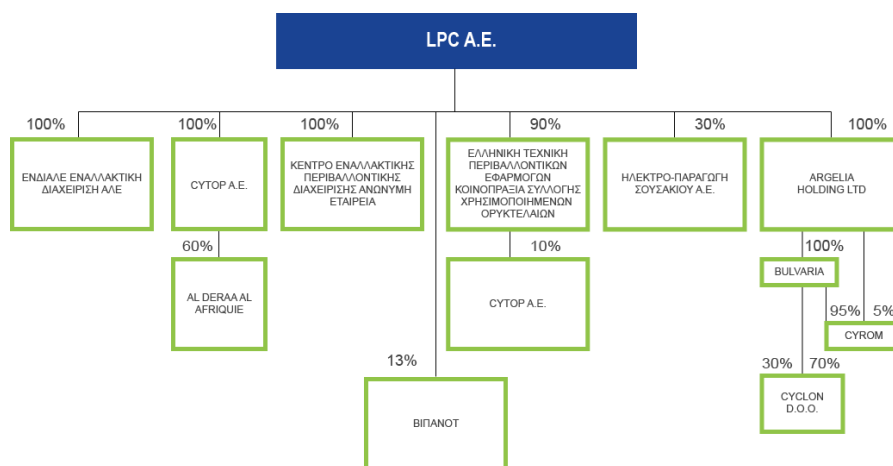 LPC A.E.
100%
100%
100%
90%
30%
100%
ΕΝΔΙΑΛΕ ΕΝΑΛΛΑΚΤΙΚΗ
ΔΙΑΧΕΙΡΙΣΗ ΑΛΕ
CYTOP A.E.
ΚΕΝΤΡΟ ΕΝΑΛΛΑΚΤΙΚΗΣ
ΠΕΡΙΒΑΛΛΟΝΤΙΚΗΣ
ΔΙΑΧΕΙΡΙΣΗΣ ΑΝΩΝΥΜΗ
ΕΤΑΙΡΕΙΑ
ΕΛΛΗΝΙΚΗ ΤΕΧΝΙΚΗ
ΠΕΡΙΒΑΛΛΟΝΤΙΚΩΝ
ΕΦΑΡΜΟΓΩΝ
ΚΟΙΝΟΠΡΑΞΙΑ ΣΥΛΛΟΓΗΣ
ΧΡΗΣΙΜΟΠΟΙΗΜΕΝΩΝ
ΟΡΥΚΤΕΛΑΙΩΝ
ΗΛΕΚΤΡΟ-ΠΑΡΑΓΩΓΗ
ΣΟΥΣΑΚΙΟΥ Α.Ε.
ARGELIA
HOLDING LTD
60%
10%
100%
AL DERAA AL
AFRIQUIE
CYTOP A.E.
BULVARIA
95%
5%
CYROM
13%
30%
70%
ΒΙΠΑΝΟΤ
CYCLON
D.O.O.